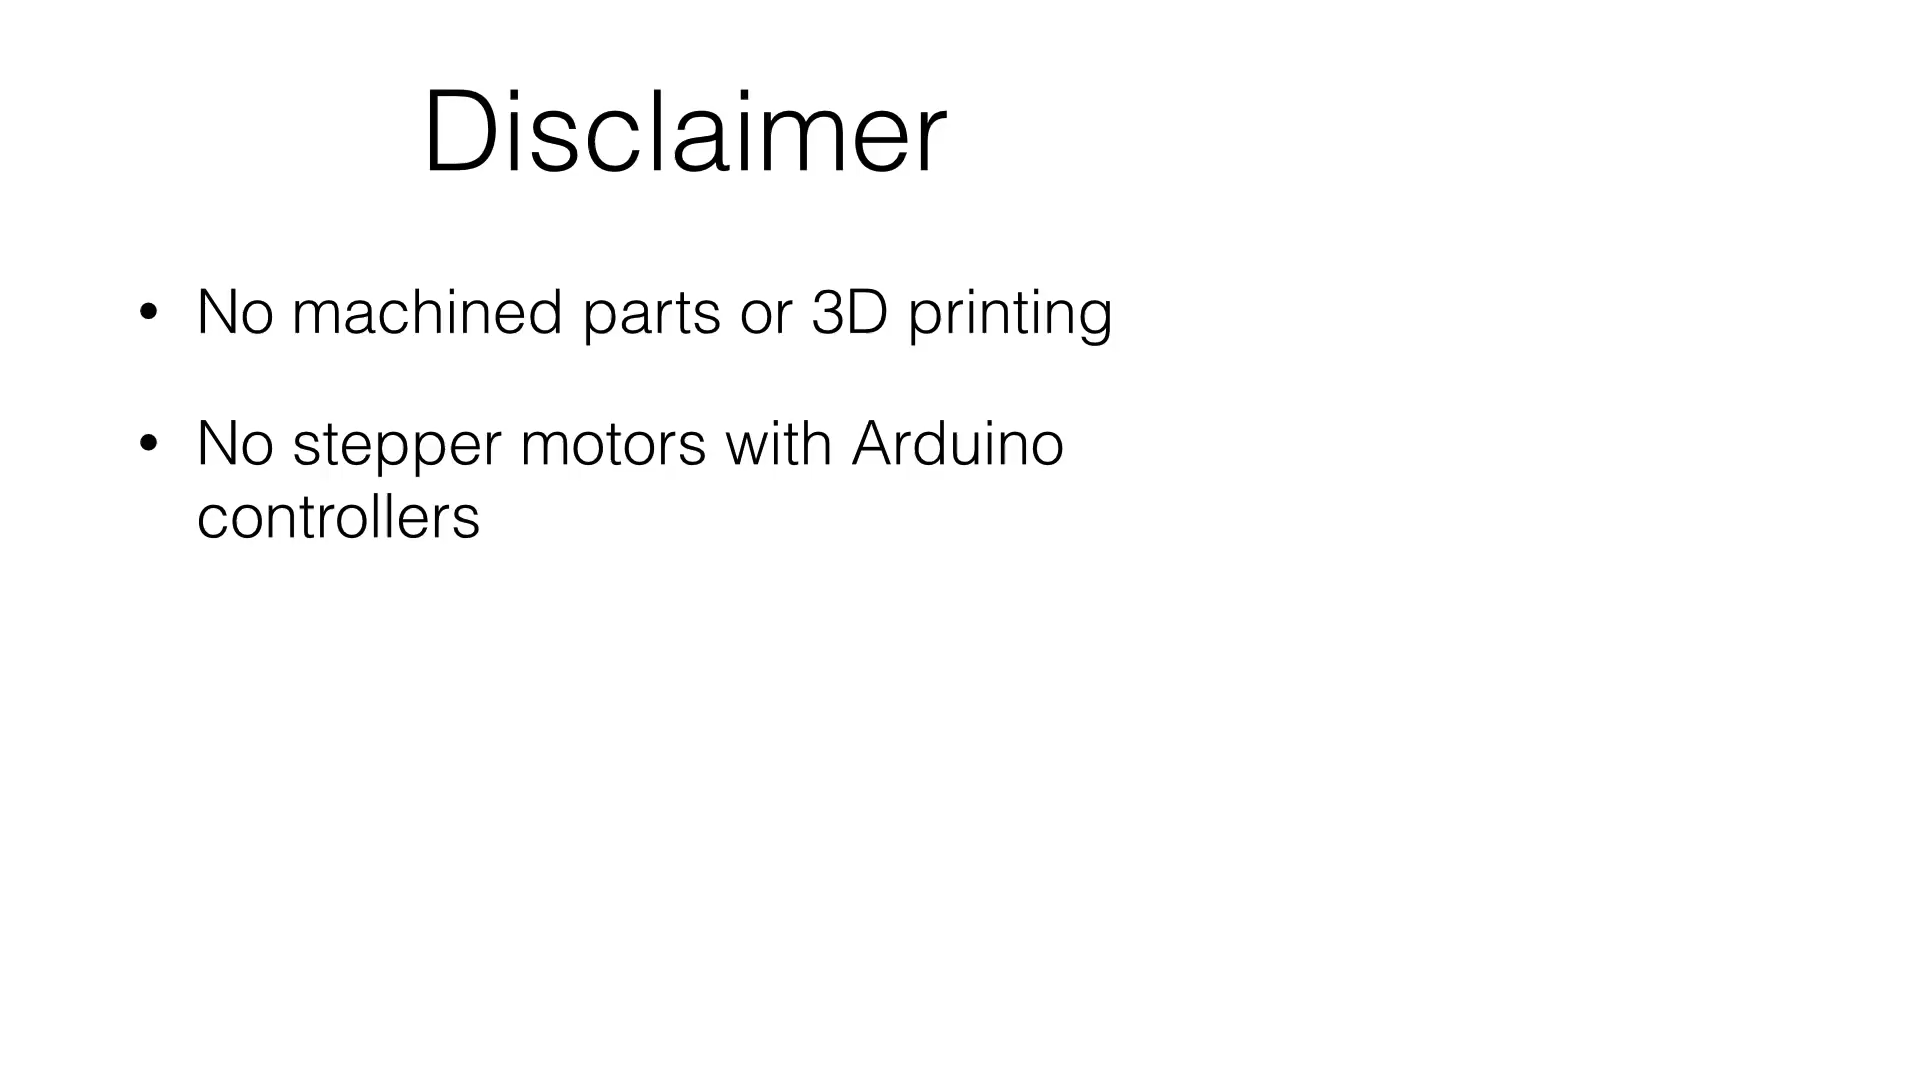 Disclaimer
• No machined parts or 3D printing
• No stepper motors with Arduino
controllers